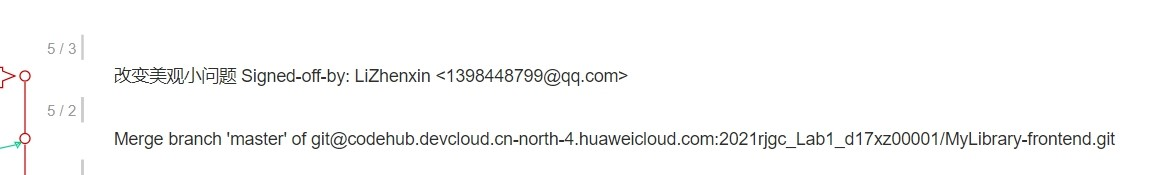 5 / 3
改变美观小问题 Signed-off-by: LiZhenxin <1398448799@qq.com>
5 / 2
Merge branch 'master' of git@codehub.devcloud.cn-north-4.huaweicloud.com:2021rjgc_Lab1_d17xz00001/MyLibrary-frontend.git